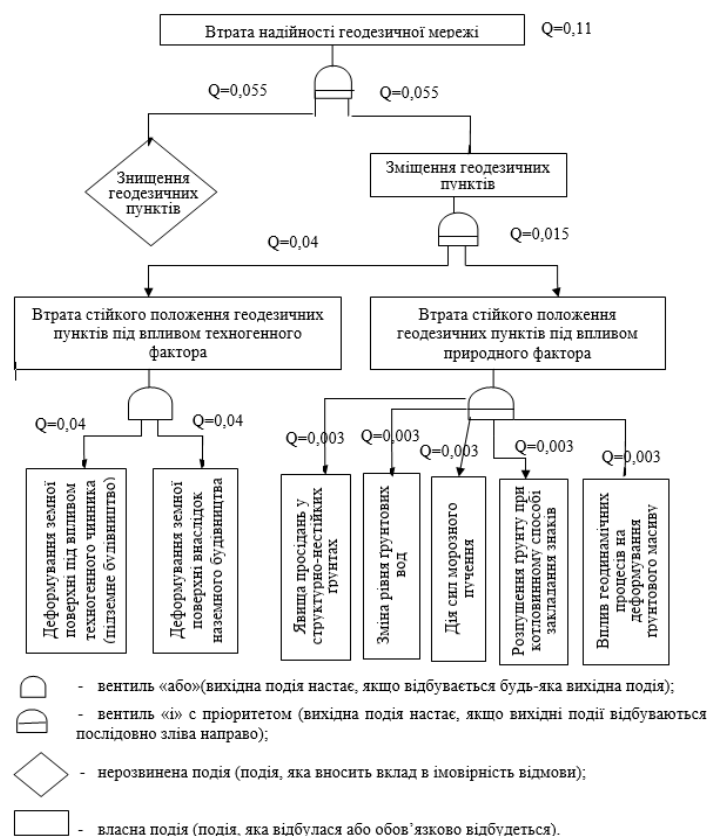 Втрата надійності геодезичної мережі
Q=0,11
Q=0,055
Q=0,055
Знищення
геодезичних
пунктів
Зміщення геодезичних
пунктів
Q=0,04
Q=0,015
Втрата стійкого положення геодезичних
пунктів під впливом техногенного
фактора
Втрата стійкого положення
геодезичних пунктів під впливом
природного фактора
Q=0,04
Q=0,04
Q=0,003
Q=0,003
Q=0,003
Q=0,003
Q=0,003
Деформування земної
поверхні під впливом
техногенного чинника
(підземне будівництво)
Деформування земної
поверхні внаслідок
наземного будівництва
Явища просідань у
структурно-нестійких
ґрунтах
Зміна рівня ґрунтових
вод
Дія сил морозного
пучення
Розпушення ґрунту при
котловинному способі
закладання знаків
Вплив геодинамічних
процесів на
деформування
ґрунтового масиву
- вентиль «або»(вихідна подія настає, якщо відбувається будь-яка вихідна подія);
- вентиль «і» с пріоритетом (вихідна подія настає, якщо вихідні події відбуваються
послідовно зліва направо);
- нерозвинена подія (подія, яка вносить вклад в імовірність відмови);
- власна подія (подія, яка відбулася або обов’язково відбудеться).